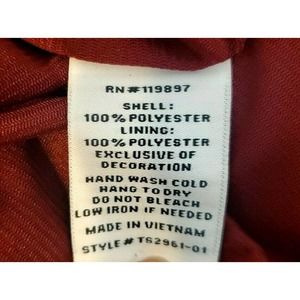 RN#119897
SHELL:
100% POLYESTER
LINING:
100% POLYESTER
EXCLUSIVE OF
DECORATION
HAND WASH COLD
HANG TO DRY
DO NOT BLEACH
LOW IRON IF NEEDED
MADE IN VIETNAM
STYLE# T62961-01